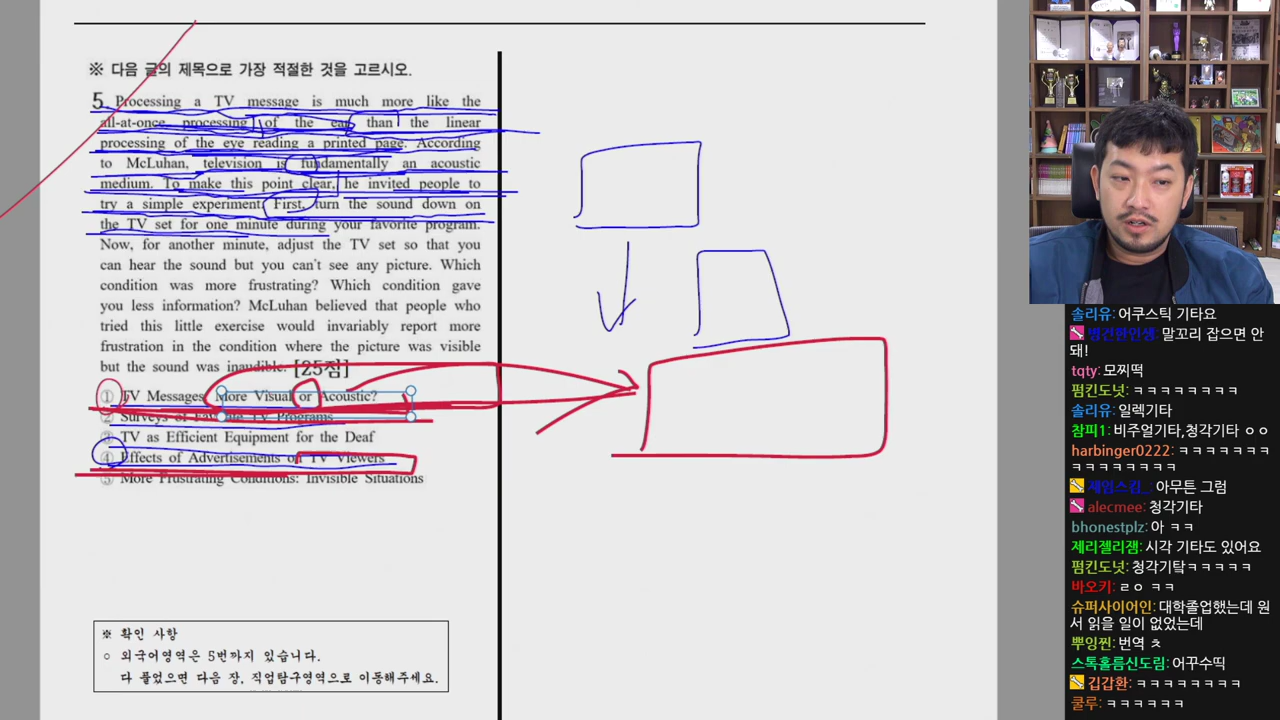 ※ 다음 글의 제목으로 가장 적절한 것을 고르시오.
5. Processing a TV message is much more like the
all-at-once processing of the ear than the linear
processing of the eye reading a printed page. According
to McLuhan, television is fundamentally an acoustic
medium. To make this point clear, he invited people to
try a simple experiment. First, turn the sound down on
the TV set for one minute during your favorite program.
Now, for another minute, adjust the TV set so that you
can hear the sound but you can't see any picture. Which
condition was more frustrating? Which condition gave
you less information? McLuhan believed that people who
tried this little exercise would invariably report more
frustration in the condition where the picture was visible
but the sound was inaudible. [25점]
① TV Messages: More Visual or Acoustic?
② Surveys of Favorite TV Programs
③ TV as Efficient Equipment for the Deaf
④ Effects of Advertisements on TV Viewers
⑤ More Frustrating Conditions: Invisible Situations
※ 확인 사항
○ 외국어영역은 5번까지 있습니다.
다 풀었으면 다음 장, 직업탐구영역으로 이동해주세요.
솔리유: 어쿠스틱 기타요
병건한인생: 말꼬리 잡으면 안
돼!
tqty: 모찌떡
펌킨도넛: ㅋㅋㅋㅋㅋㅋㅋㅋ
솔리유: 일렉기타
참피1: 비주얼기타,청각기타 ㅇㅇ
harbinger0222: ㅋㅋㅋㅋㅋㅋㅋ
ㅋㅋㅋㅋㅋㅋㅋㅋ
아무튼 그럼
alecmee: 청각기타
bhonestplz: 아 ㅋㅋ
제리젤리잼: 시각 기타도 있어요
펌킨도넛: 청각기탘ㅋㅋㅋㅋㅋ
바오키: ㄹㅇ ㅋㅋ
슈퍼사이어인: 대학졸업했는데 원
서 읽을 일이 없었는데
뿌잉찐: 번역 ㅊ
스톡홀름신도림: 어꾸수띡
깁갑환: ㅋㅋㅋㅋㅋㅋㅋㅋ
쿨루: ㅋㅋㅋㅋㅋㅋ